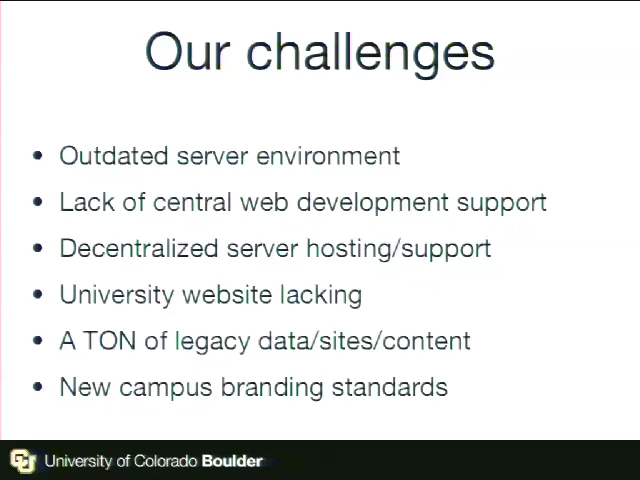 Our challenges
• Outdated server environment
• Lack of central web development support
• Decentralized server hosting/support
• University website lacking
• A TON of legacy data/sites/content
• New campus branding standards
CU University of Colorado Boulder